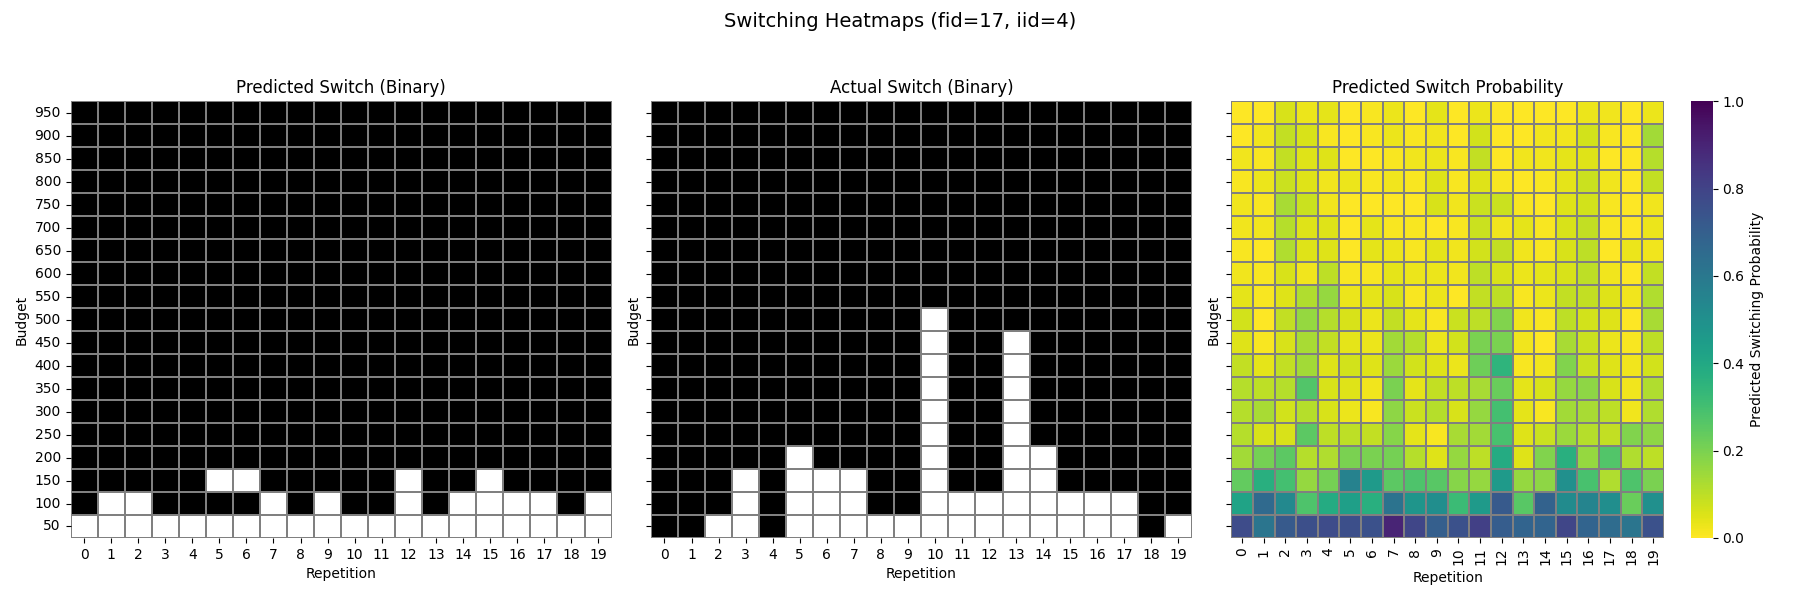 Switching Heatmaps (fid=17, iid=4)
Predicted Switch (Binary)
950
900
850
800
750
700
650
600
550
500
450
400
350
300
250
200
150
100
50
Budget
0 1 2 3 4 5 6 7 8 9 10 11 12 13 14 15 16 17 18 19
Repetition
Actual Switch (Binary)
Budget
0 1 2 3 4 5 6 7 8 9 10 11 12 13 14 15 16 17 18 19
Repetition
Predicted Switch Probability
Budget
0 1 2 3 4 5 6 7 8 9 10 11 12 13 14 15 16 17 18 19
Repetition
1.0
0.8
0.6
0.4
0.2
0.0
Predicted Switching Probability